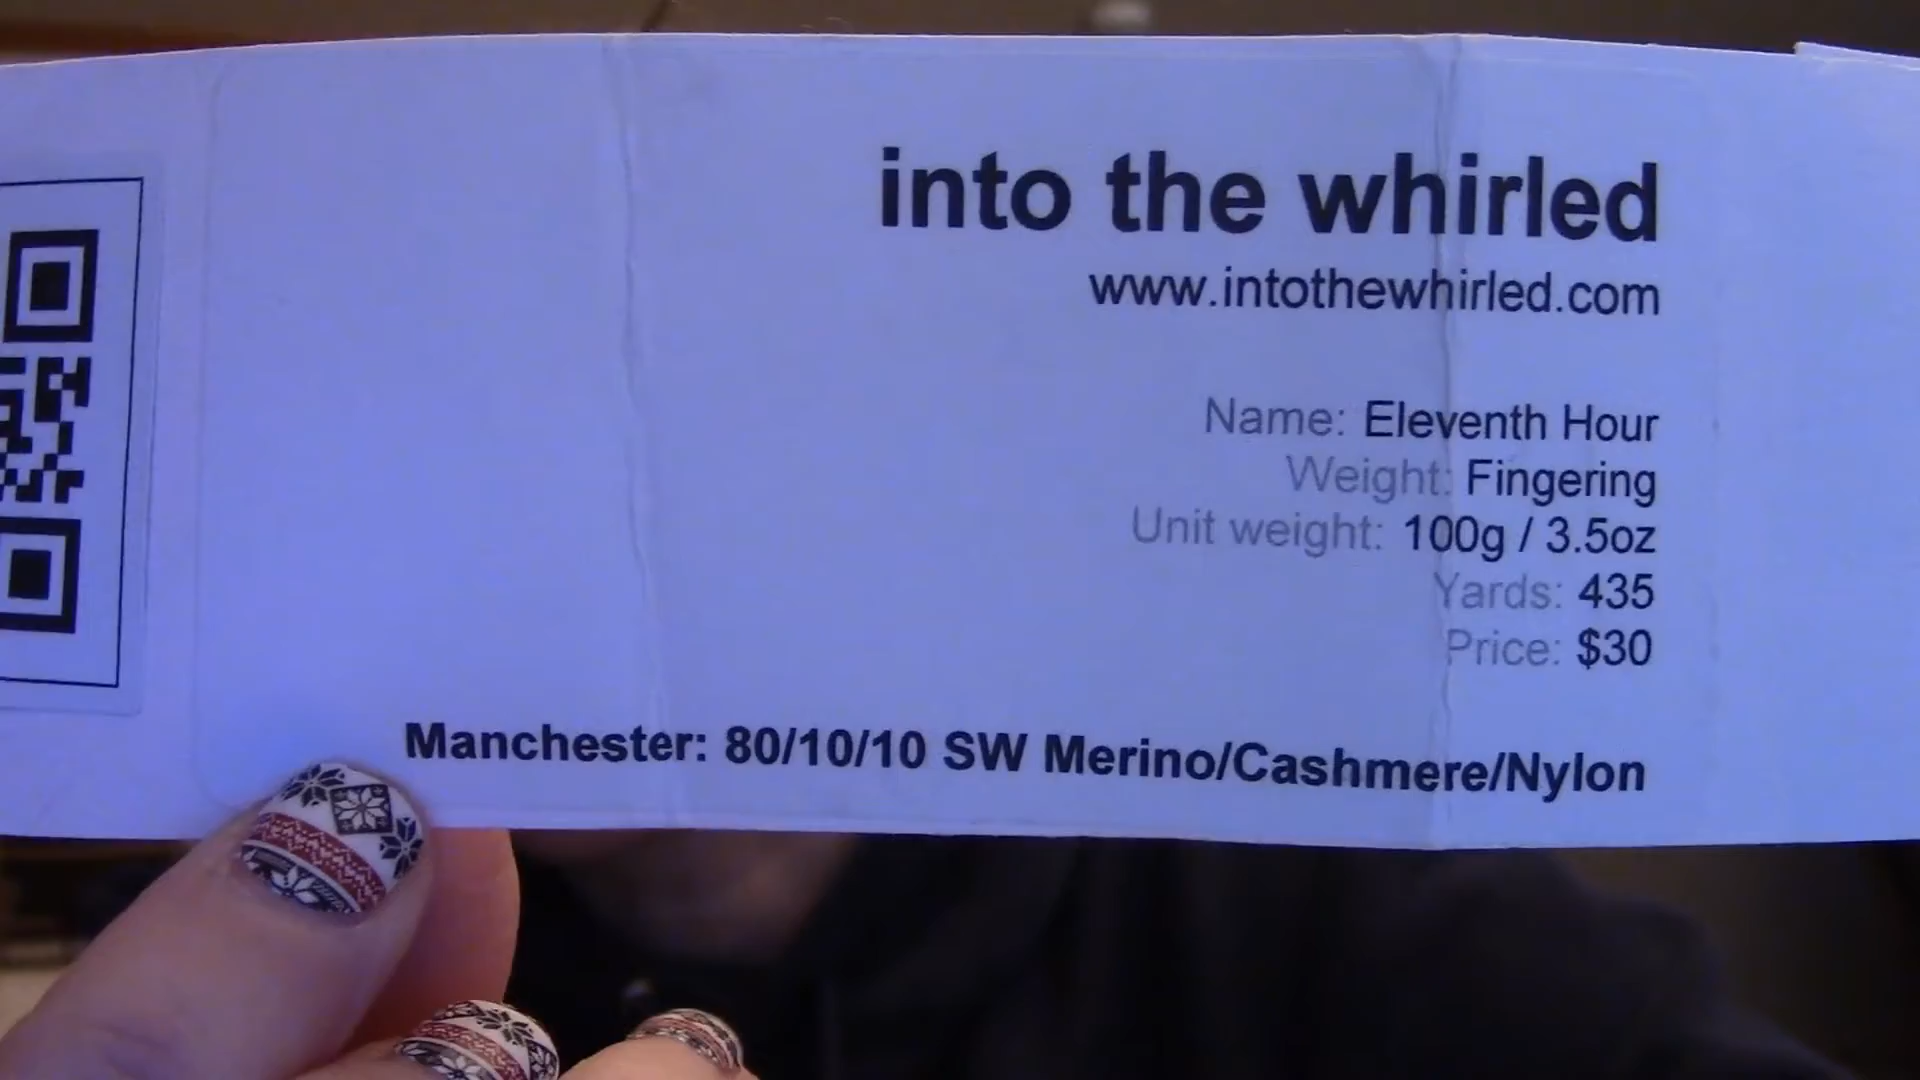 into the whirled
www.intothewhirled.com
Name: Eleventh Hour
Weight: Fingering
Unit weight: 100g / 3.5oz
Yards: 435
Price: $30
Manchester: 80/10/10 SW Merino/Cashmere/Nylon